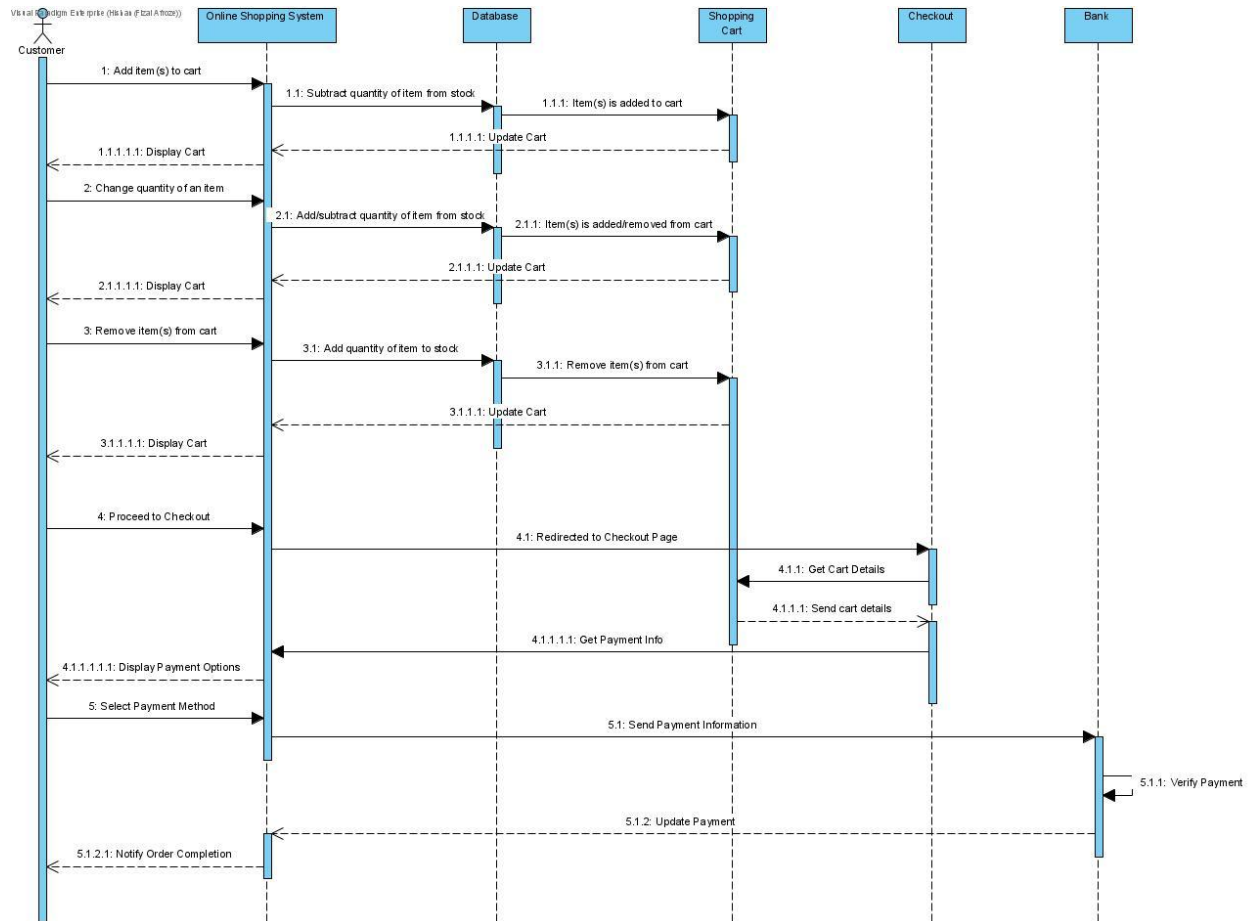 Visual Paradigm Enterprise (Hiskan (Fizal Afroze))
Online Shopping System
Database
Shopping
Cart
Checkout
Bank
Customer
1: Add item(s) to cart
1.1: Subtract quantity of item from stock
1.1.1: Item(s) is added to cart
1.1.1.1: Update Cart
1.1.1.1.1: Display Cart
2: Change quantity of an item
2.1: Add/subtract quantity of item from stock
2.1.1: Item(s) is added/removed from cart
2.1.1.1: Update Cart
2.1.1.1.1: Display Cart
3: Remove item(s) from cart
3.1: Add quantity of item to stock
3.1.1: Remove item(s) from cart
3.1.1.1: Update Cart
3.1.1.1.1: Display Cart
4: Proceed to Checkout
4.1: Redirected to Checkout Page
4.1.1: Get Cart Details
4.1.1.1: Send cart details
4.1.1.1.1: Get Payment Info
4.1.1.1.1.1: Display Payment Options
5: Select Payment Method
5.1: Send Payment Information
5.1.1: Verify Payment
5.1.2: Update Payment
5.1.2.1: Notify Order Completion